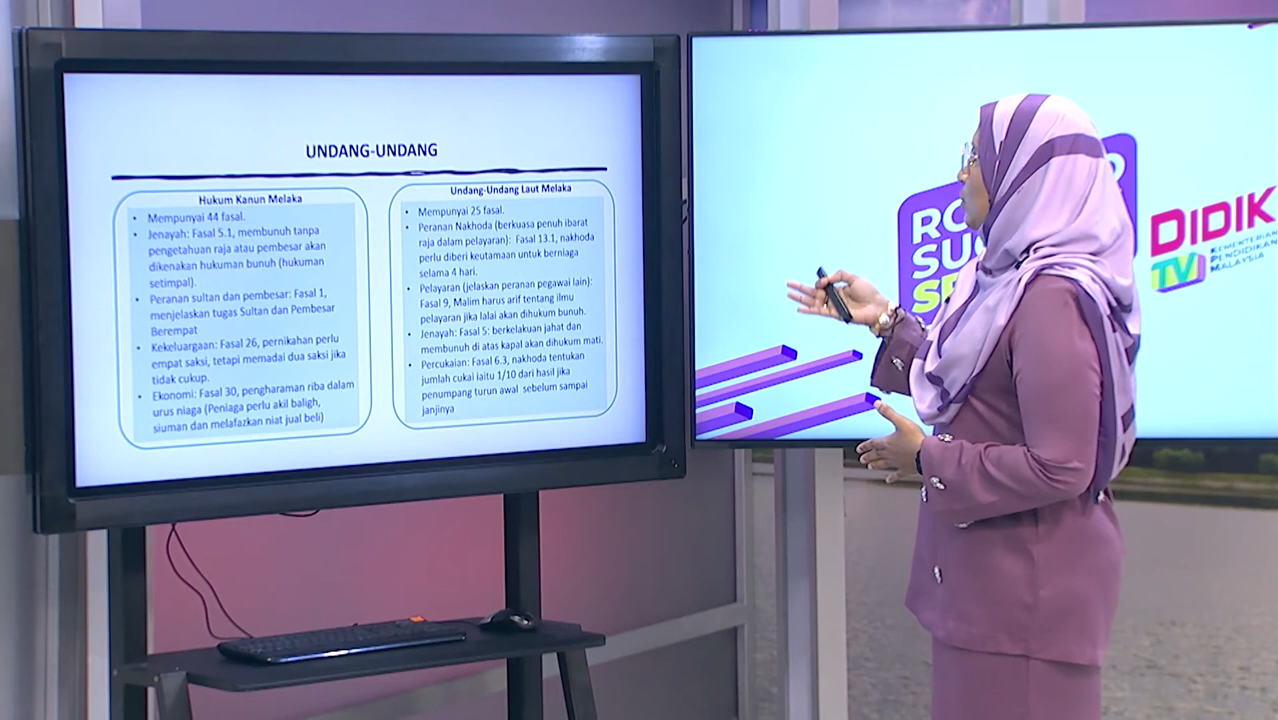 UNDANG-UNDANG
Hukum Kanun Melaka
• Mempunyai 44 fasal.
• Jenayah: Fasal 5.1, membunuh tanpa
pengetahuan raja atau pembesar akan
dikenakan hukuman bunuh (hukuman
setimpal).
• Peranan sultan dan pembesar: Fasal 1,
menjelaskan tugas Sultan dan Pembesar
Berempat
• Kekeluargaan: Fasal 26, pernikahan perlu
empat saksi, tetapi memadai dua saksi jika
tidak cukup.
• Ekonomi: Fasal 30, pengharaman riba dalam
urus niaga (Peniaga perlu akil baligh,
siuman dan melafazkan niat jual beli)
Undang-Undang Laut Melaka
• Mempunyai 25 fasal.
• Peranan Nakhoda (berkuasa penuh ibarat
raja dalam pelayaran): Fasal 13.1, nakhoda
perlu diberi keutamaan untuk berniaga
selama 4 hari.
• Pelayaran (jelaskan peranan pegawai lain):
Fasal 9, Malim harus arif tentang ilmu
pelayaran jika lalai akan dihukum bunuh.
• Jenayah: Fasal 5: berkelakuan jahat dan
membunuh di atas kapal akan dihukum mati.
• Percukaian: Fasal 6.3, nakhoda tentukan
jumlah cukai iaitu 1/10 dari hasil jika
penumpang turun awal sebelum sampai
janjinya
DIDIK
TV
KEMENTERIAN
PENDIDIKAN
MALAYSIA